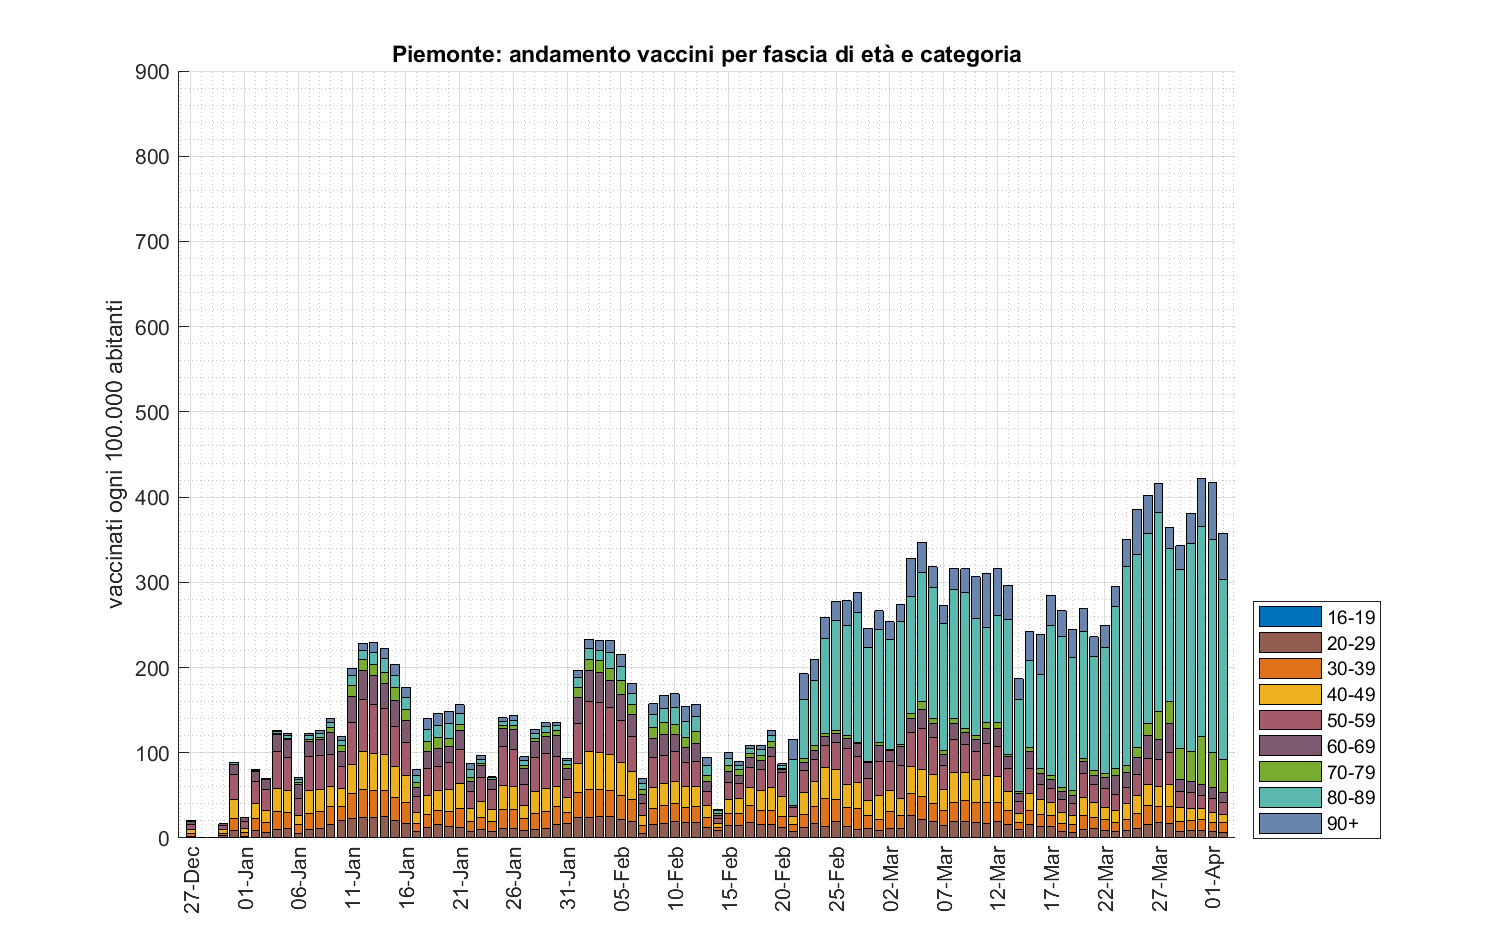 Piemonte: andamento vaccini per fascia di età e categoria
vaccinati ogni 100.000 abitanti
900
800
700
600
500
400
300
200
100
0
27-Dec
01-Jan
06-Jan
11-Jan
16-Jan
21-Jan
26-Jan
31-Jan
05-Feb
10-Feb
15-Feb
20-Feb
25-Feb
02-Mar
07-Mar
12-Mar
17-Mar
22-Mar
27-Mar
01-Apr
16-19
20-29
30-39
40-49
50-59
60-69
70-79
80-89
90+